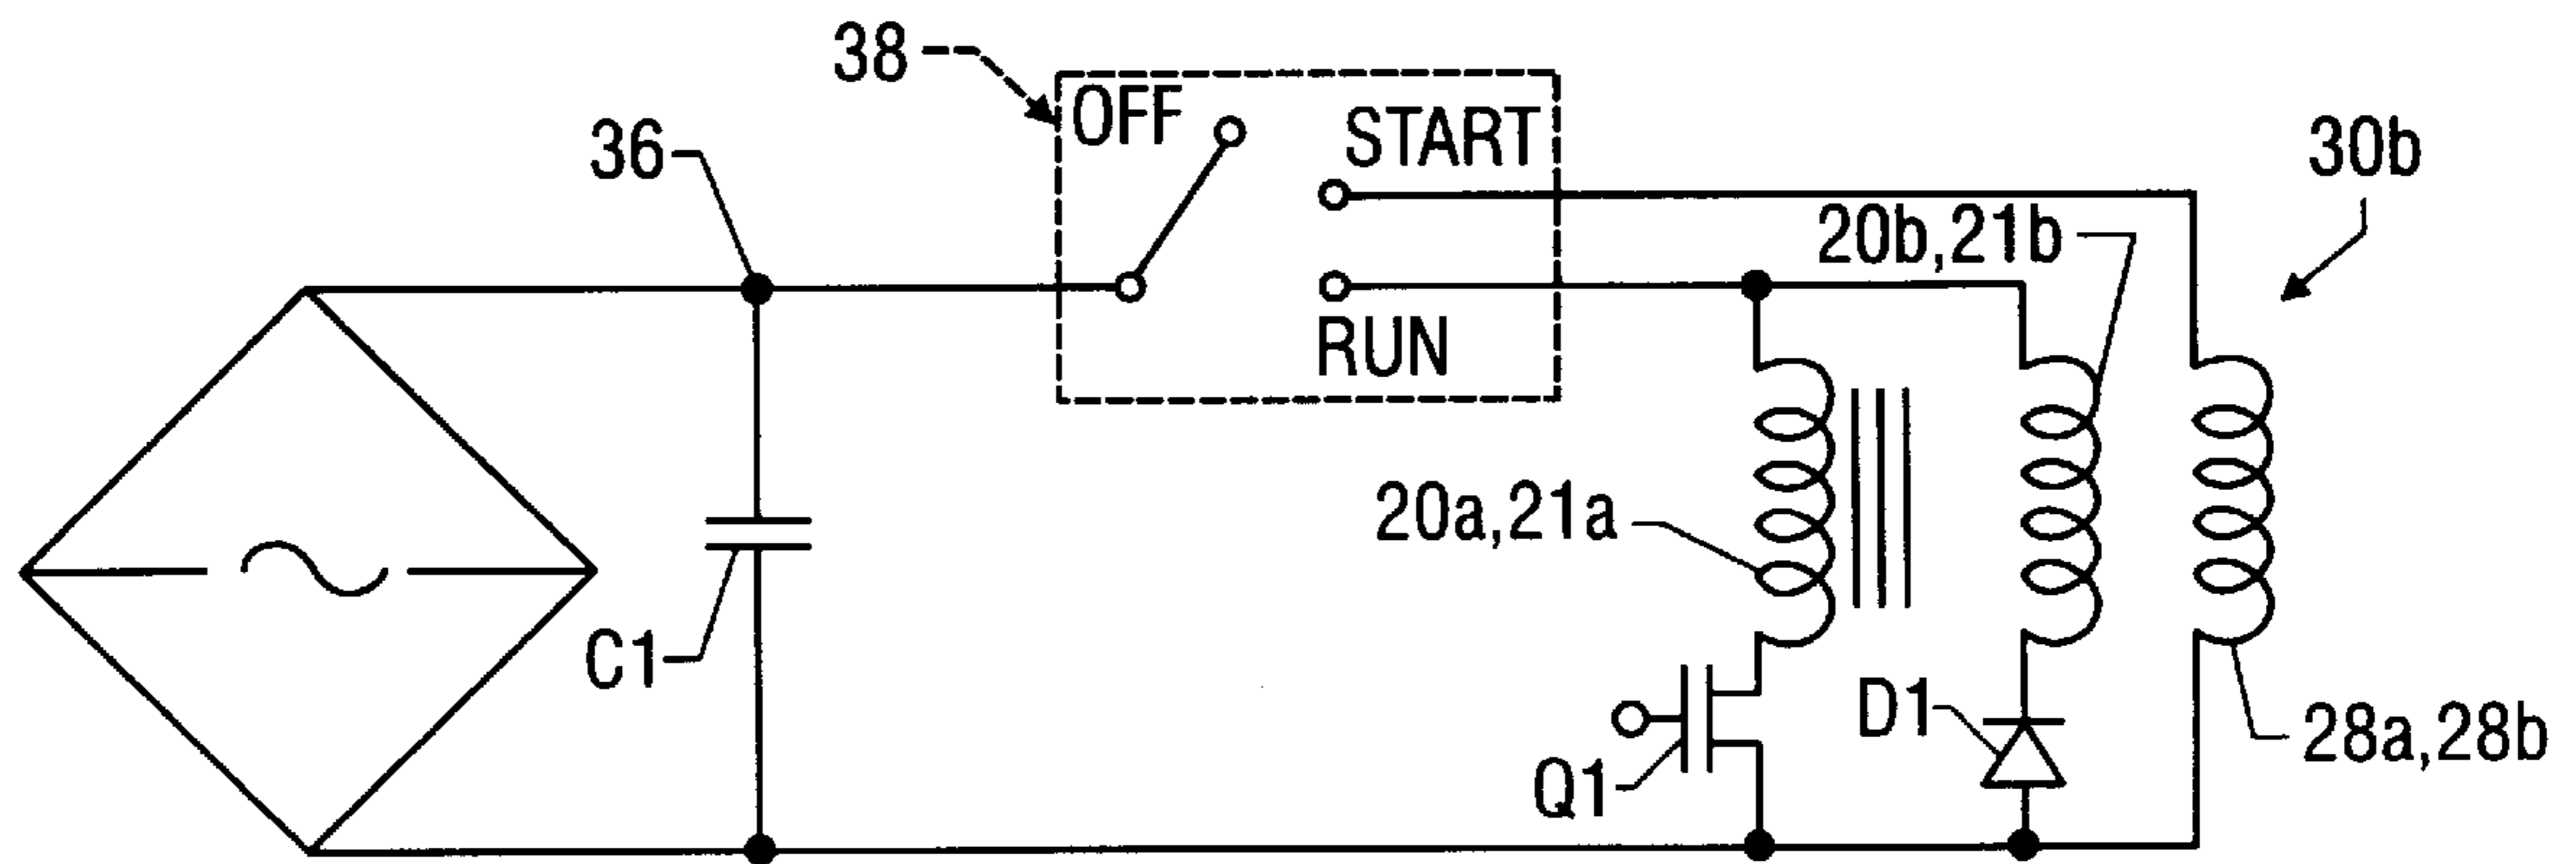 38
OFF
START
36
30b
20b,21b
RUN
20a,21a
C1
D1
Q1
28a,28b